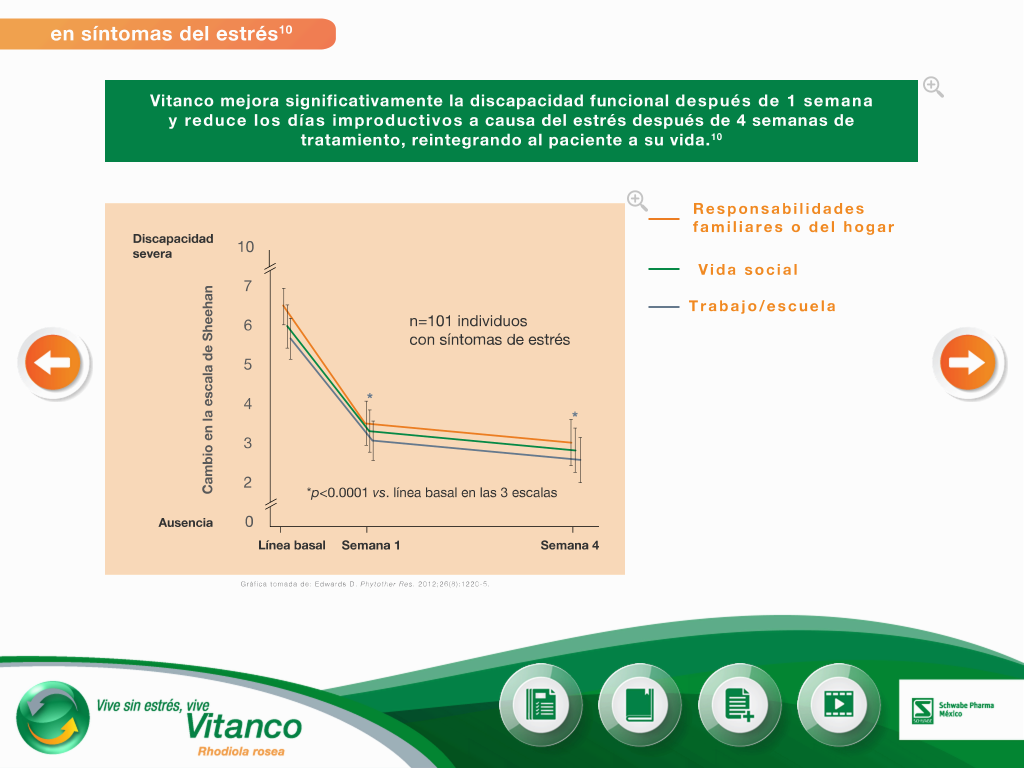 en síntomas del estrés¹⁰
Vitanco mejora significativamente la discapacidad funcional después de 1 semana
y reduce los días improductivos a causa del estrés después de 4 semanas de
tratamiento, reintegrando al paciente a su vida.¹⁰
Responsabilidades
familiares o del hogar
Vida social
Trabajo/escuela
Discapacidad
severa
Cambio en la escala de Sheehan
10
7
6
5
4
3
2
Ausencia 0
n=101 individuos
con síntomas de estrés
*
*
*p<0.0001 vs. línea basal en las 3 escalas
Línea basal Semana 1 Semana 4
Gráfica tomada de: Edwards D. Phytother Res. 2012;26(8):1220-5.
Vive sin estrés, vive
Vitanco
Rhodiola rosea
Schwabe Pharma
México